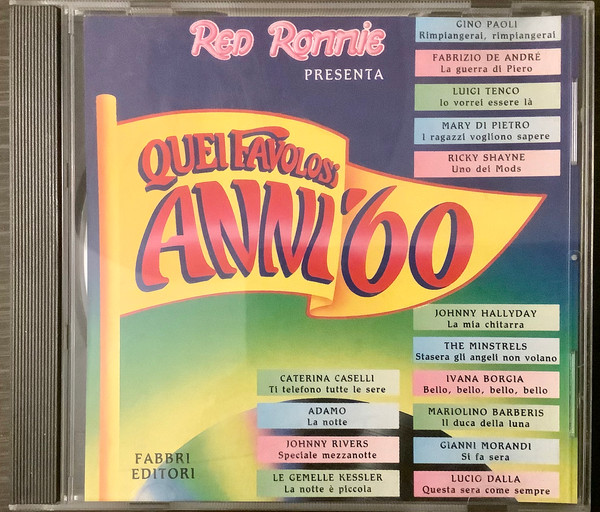 Red Ronnie
PRESENTA
QUEI FAVOLOSI
ANNI '60
GINO PAOLI
Rimpiangerai, rimpiangerai
FABRIZIO DE ANDRÉ
La guerra di Piero
LUIGI TENCO
Io vorrei essere là
MARY DI PIETRO
I ragazzi vogliono sapere
RICKY SHAYNE
Uno dei Mods
JOHNNY HALLYDAY
La mia chitarra
THE MINSTRELS
Stasera gli angeli non volano
IVANA BORGIA
Bello, bello, bello, bello
MARIOLINO BARBERIS
Il duca della luna
GIANNI MORANDI
Si fa sera
LUCIO DALLA
Questa sera come sempre
CATERINA CASELLI
Ti telefono tutte le sere
ADAMO
La notte
JOHNNY RIVERS
Speciale mezzanotte
LE GEMELLE KESSLER
La notte è piccola
FABBRI
EDITORI